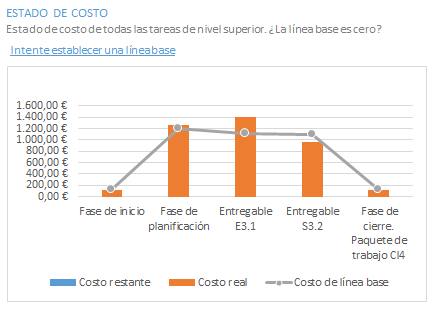 ESTADO DE COSTO
Estado de costo de todas las tareas de nivel superior. ¿La línea base es cero?
Intente establecer una línea base
1.600,00 €
1.400,00 €
1.200,00 €
1.000,00 €
800,00 €
600,00 €
400,00 €
200,00 €
0,00 €
Fase de inicio
Fase de
planificación
Entregable
E3.1
Entregable
S3.2
Fase de
cierre.
Paquete de
trabajo CI4
Costo restante
Costo real
Costo de línea base